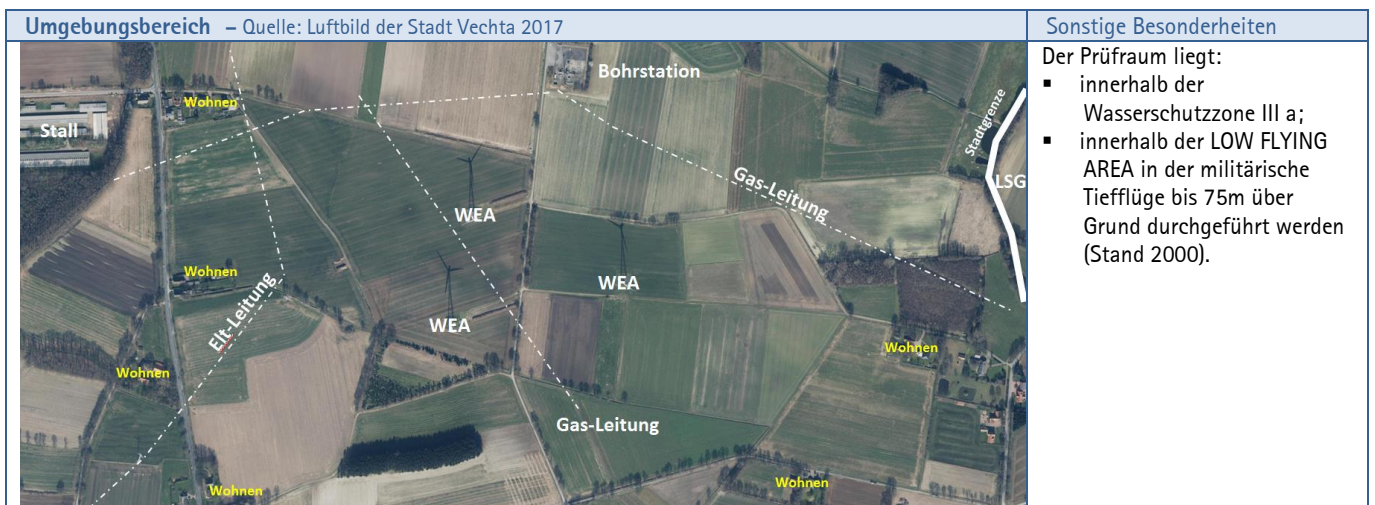 Umgebungsbereich – Quelle: Luftbild der Stadt Vechta 2017
Sonstige Besonderheiten
Bohrstation
Wohnen
Stall
Stadtgrenze
LSG
Gas-Leitung
WEA
Wohnen
WEA
Elt-Leitung
WEA
Wohnen
Wohnen
Gas-Leitung
Wohnen
Wohnen
Der Prüfraum liegt:
▪ innerhalb der
Wasserschutzzone III a;
▪ innerhalb der LOW FLYING
AREA in der militärische
Tiefflüge bis 75m über
Grund durchgeführt werden
(Stand 2000).